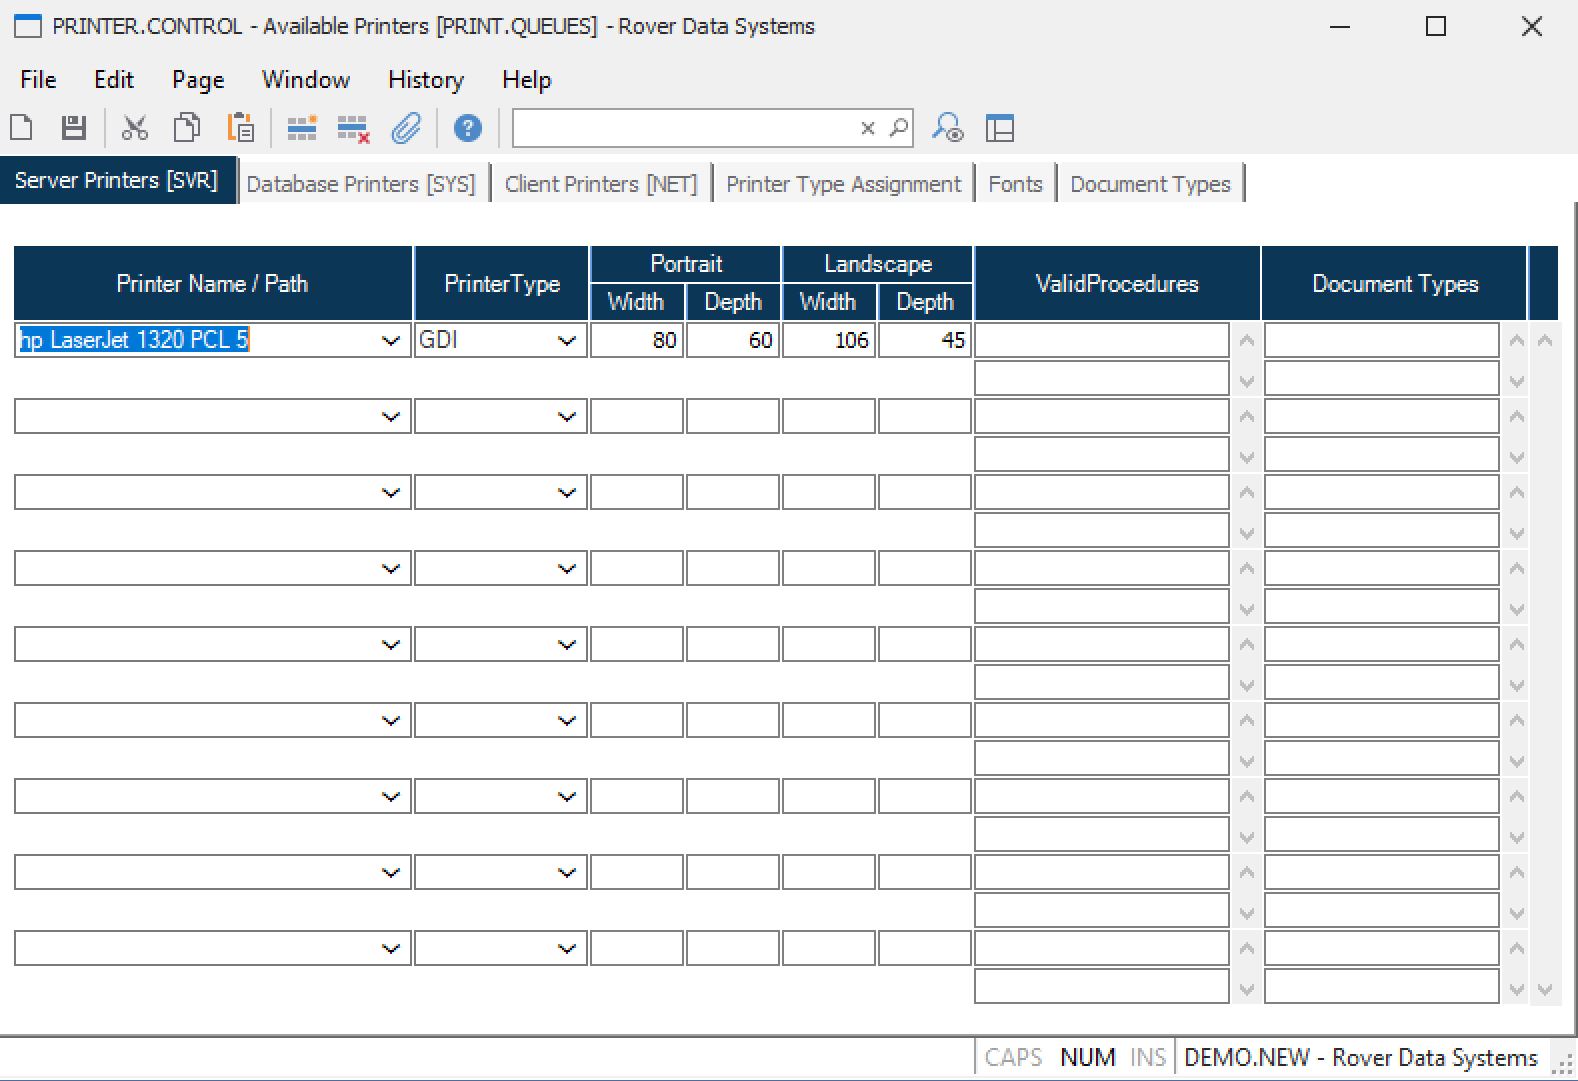 PRINTER.CONTROL - Available Printers [PRINT.QUEUES] - Rover Data Systems
File Edit Page Window History Help
Server Printers [SVR] Database Printers [SYS] Client Printers [NET] Printer Type Assignment Fonts Document Types
Printer Name / Path PrinterType Portrait Landscape ValidProcedures Document Types
Width Depth Width Depth
hp LaserJet 1320 PCL 5 GDI 80 60 106 45
CAPS NUM INS DEMO.NEW - Rover Data Systems